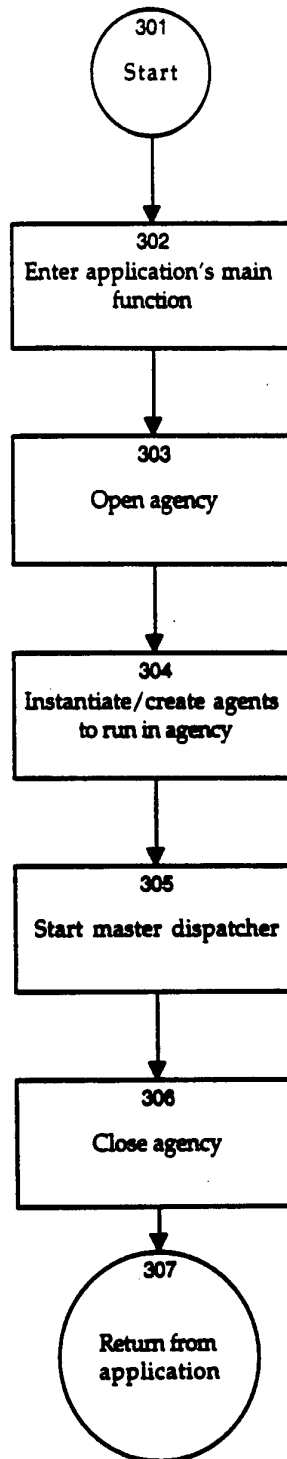 301
Start
302
Enter application's main
function
303
Open agency
304
Instantiate/create agents
to run in agency
305
Start master dispatcher
306
Close agency
307
Return from
application